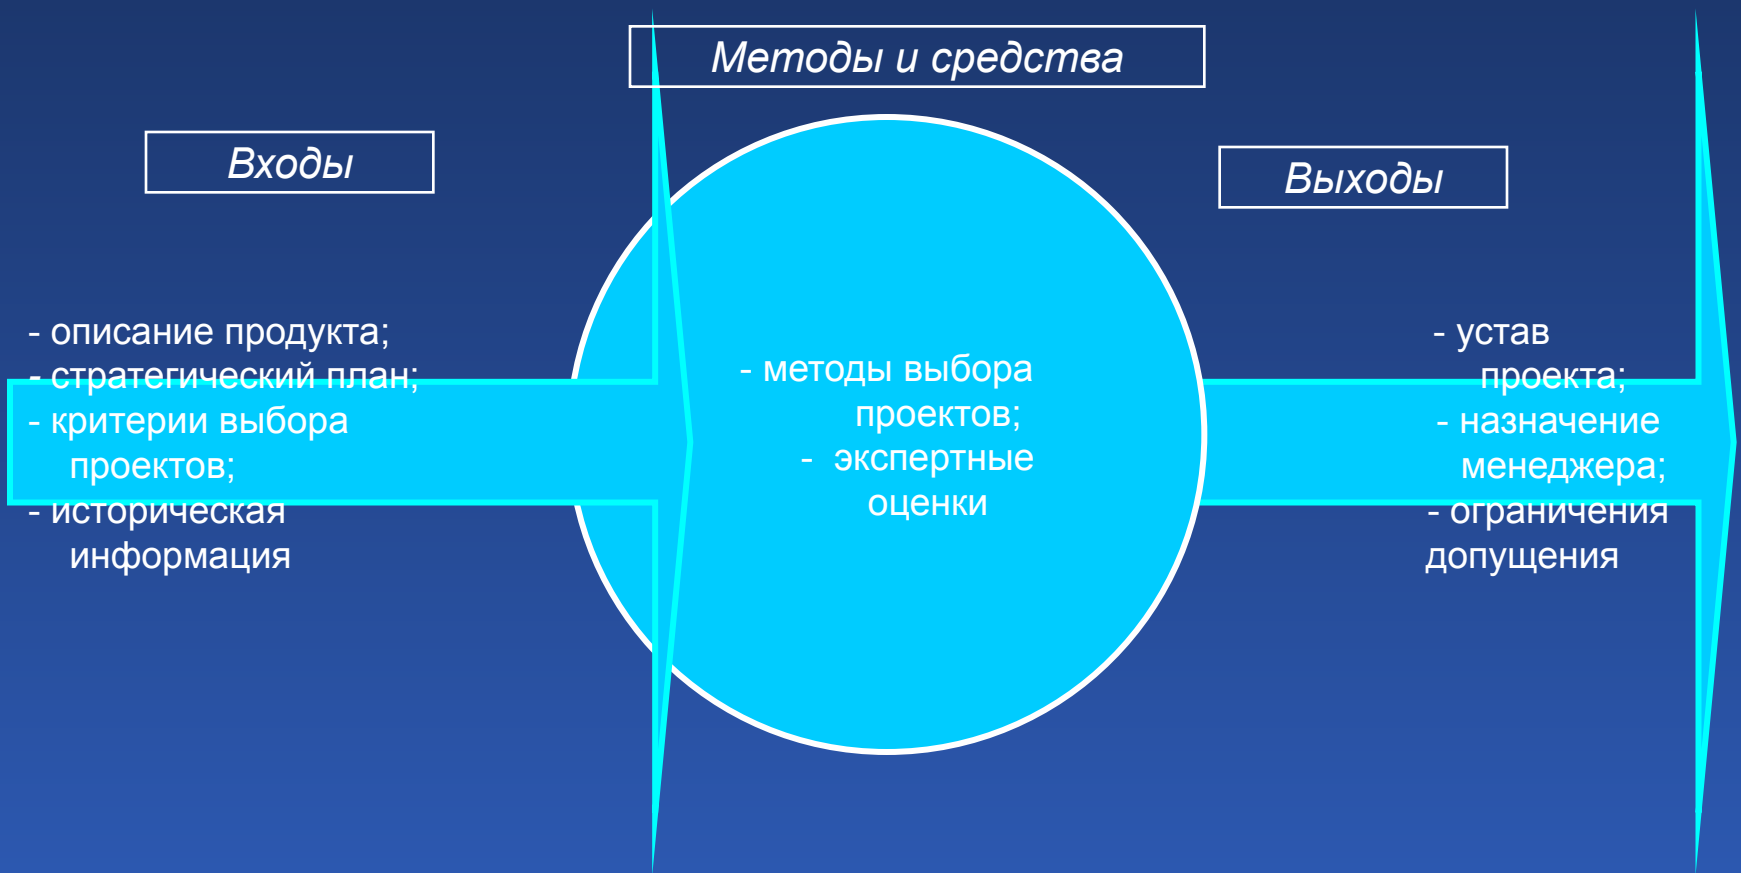 Методы и средства
Входы
- описание продукта;
- стратегический план;
- критерии выбора
проектов;
- историческая
информация
- методы выбора
проектов;
- экспертные
оценки
Выходы
- устав
проекта;
- назначение
менеджера;
- ограничения
допущения